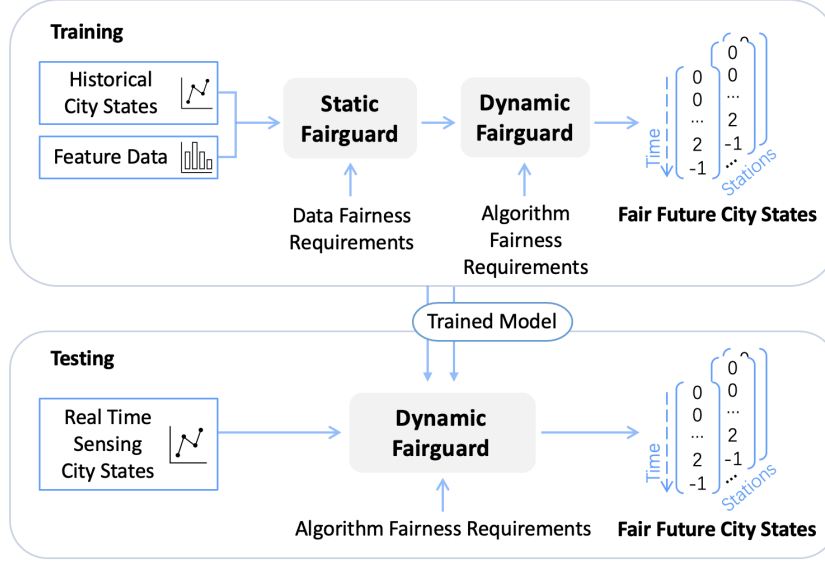 Training
Historical
City States
Feature Data
Static
Fairguard
Dynamic
Fairguard
Data Fairness
Requirements
Algorithm
Fairness
Requirements
Time
0
0
...
2
-1
0
0
...
2
-1
...
Stations
Fair Future City States
Trained Model
Testing
Real Time
Sensing
City States
Dynamic
Fairguard
Algorithm Fairness Requirements
Time
0
0
...
2
-1
0
0
...
2
-1
...
Stations
Fair Future City States